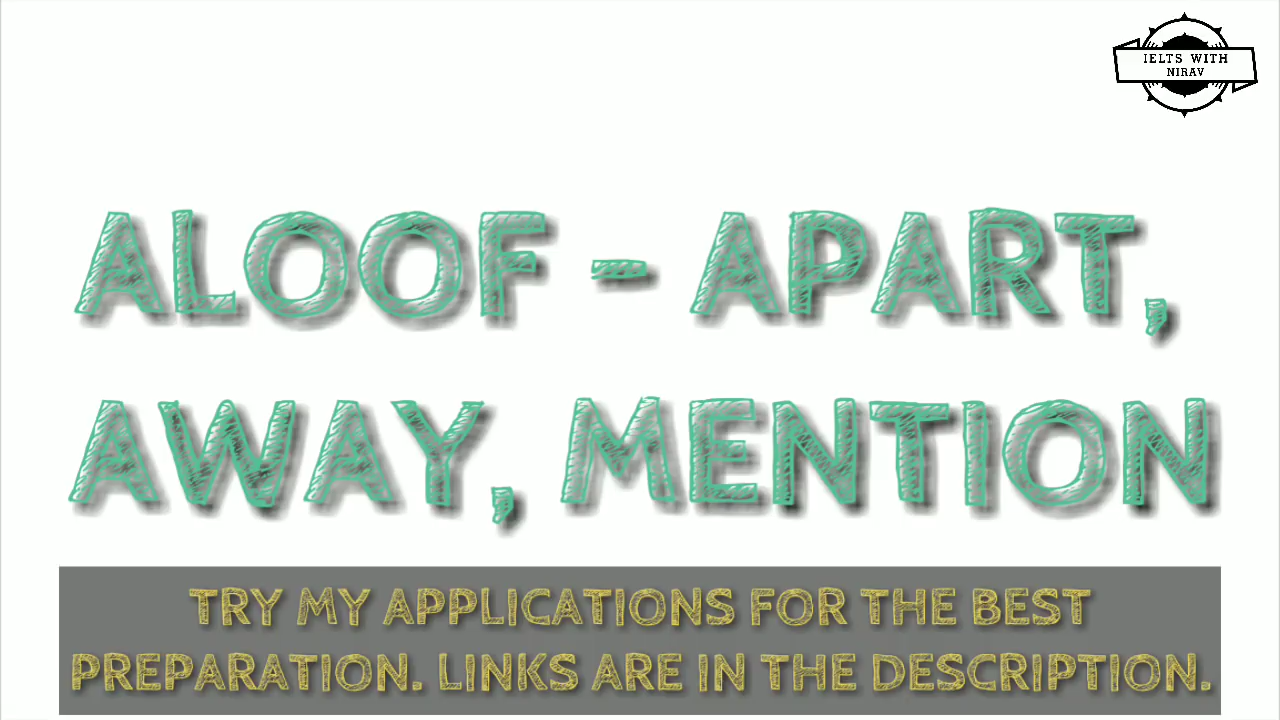 IELTS WITH
NIRAV
ALOOF - APART,
AWAY, MENTION
TRY MY APPLICATIONS FOR THE BEST
PREPARATION. LINKS ARE IN THE DESCRIPTION.